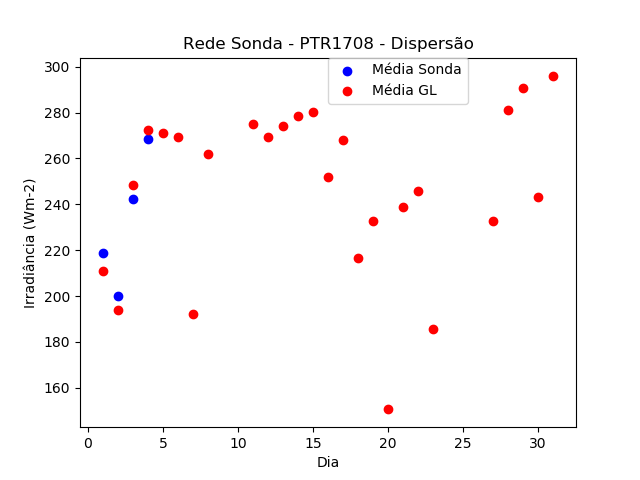 Rede Sonda - PTR1708 - Dispersão
Média Sonda
Média GL
Irradiância (Wm-2)
300
280
260
240
220
200
180
160
0 5 10 15 20 25 30
Dia